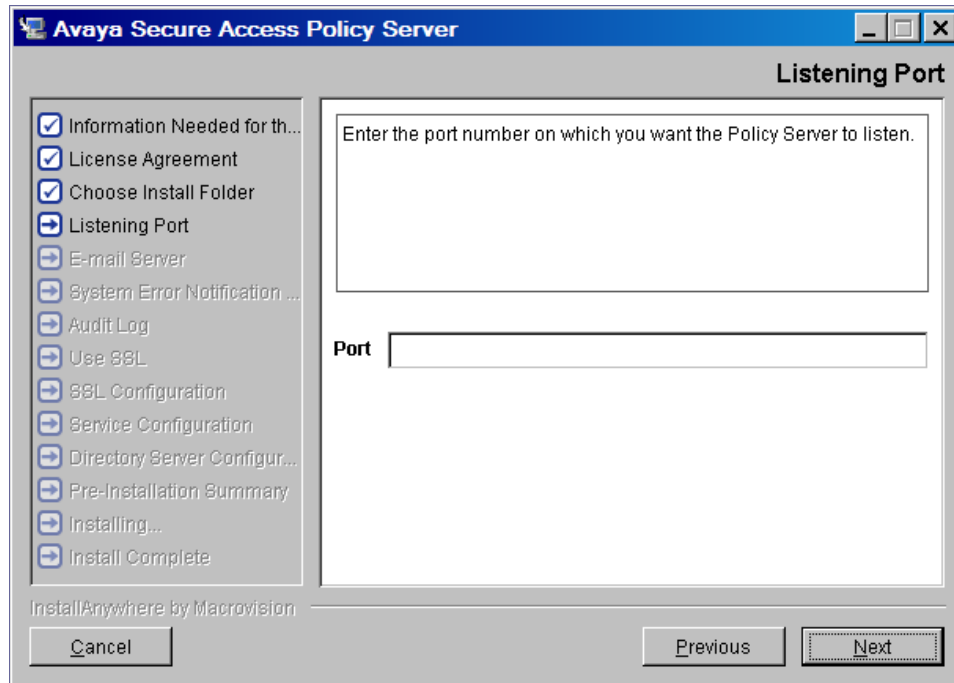 Avaya Secure Access Policy Server
Listening Port
Information Needed for th...
License Agreement
Choose Install Folder
Listening Port
E-mail Server
System Error Notification ...
Audit Log
Use SSL
SSL Configuration
Service Configuration
Directory Server Configur...
Pre-Installation Summary
Installing...
Install Complete
Enter the port number on which you want the Policy Server to listen.
Port
InstallAnywhere by Macrovision
Cancel
Previous
Next